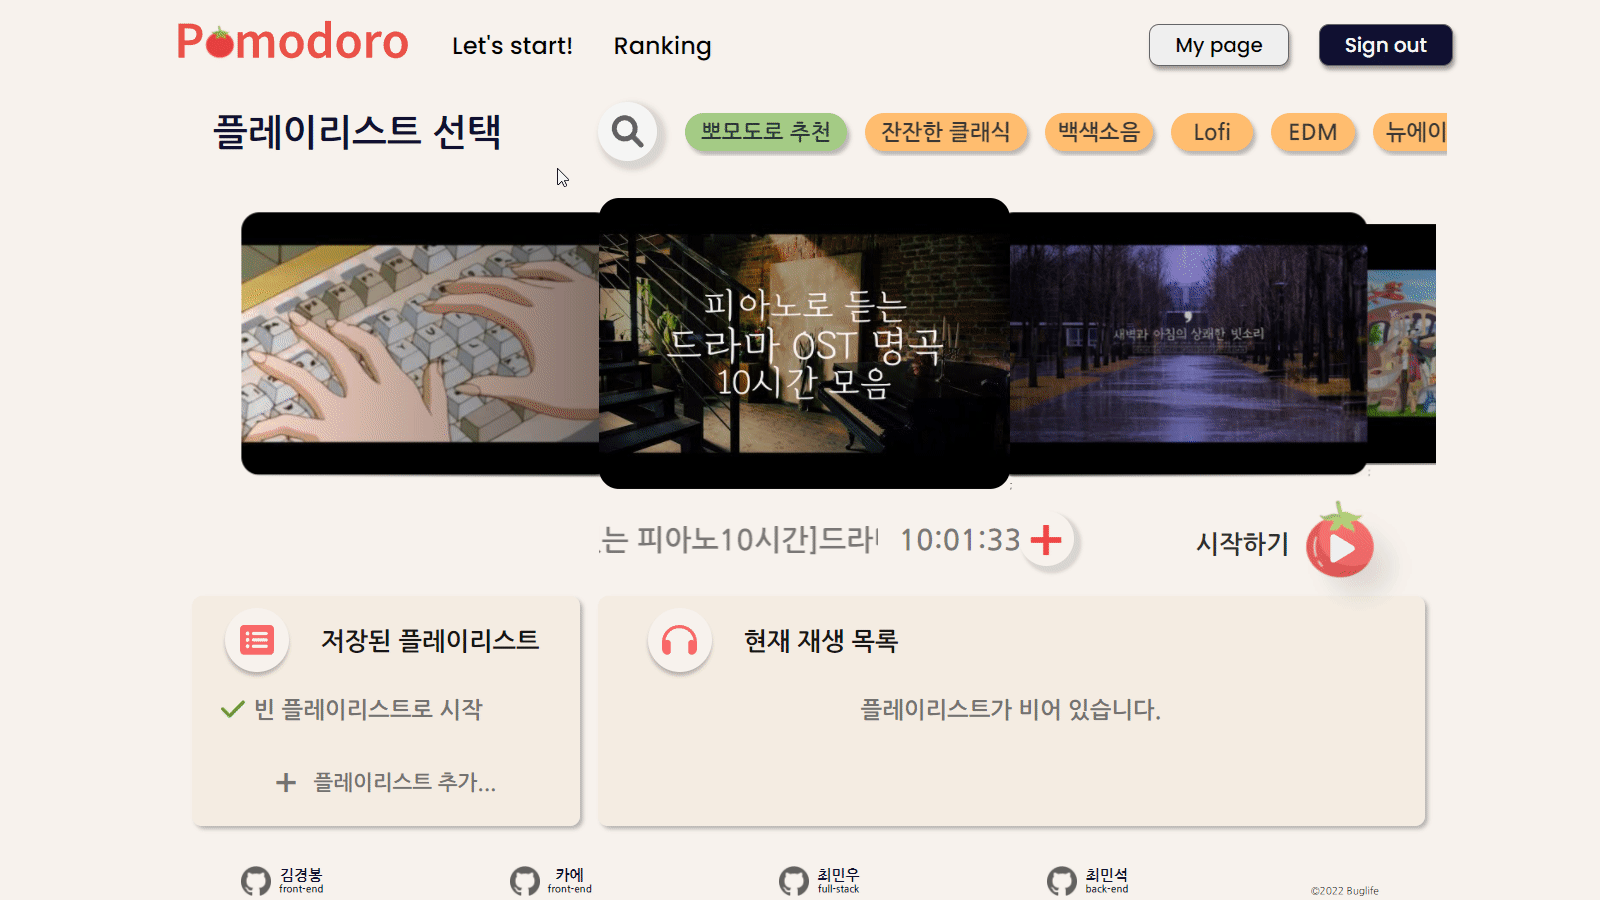 Pomodoro
Let's start!
Ranking
My page
Sign out
플레이리스트 선택
뽀모도로 추천
잔잔한 클래식
백색소음
Lofi
EDM
뉴에이
피아노로 듣는
드라마 OST 명곡
10시간 모음
,
새벽과 아침의 상쾌한 빗소리
는 피아노10시간]드라
10:01:33
시작하기
저장된 플레이리스트
빈 플레이리스트로 시작
플레이리스트 추가...
현재 재생 목록
플레이리스트가 비어 있습니다.
김경봉
front-end
카에
front-end
최민우
full-stack
최민석
back-end
©2022 Buglife